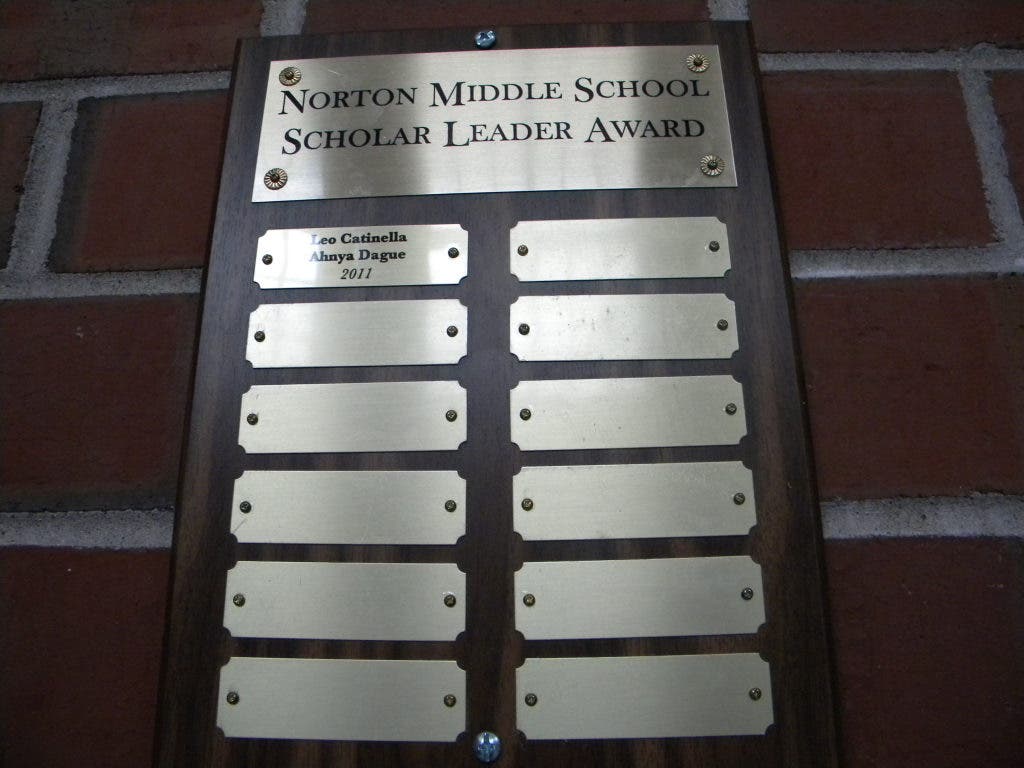 NORTON MIDDLE SCHOOL
SCHOLAR LEADER AWARD
Leo Catinella
Ahnya Dague
2011